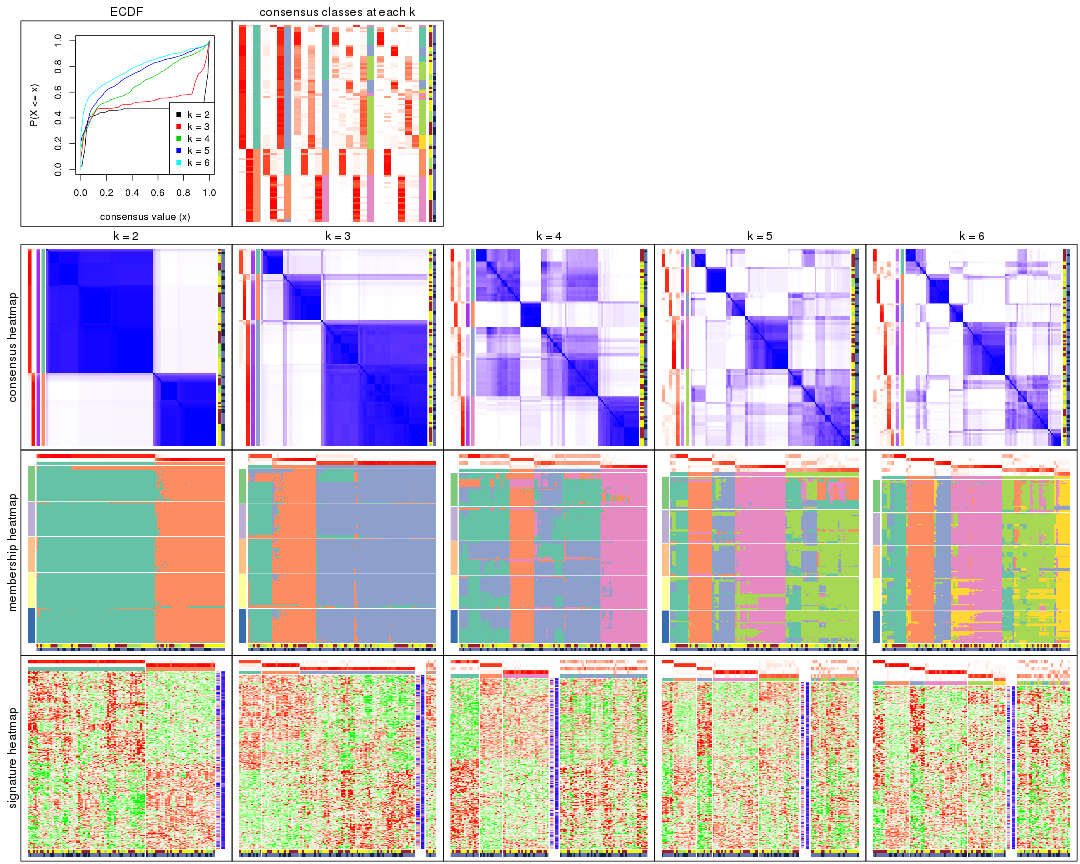 ECDF
consensus classes at each k
P(X <= x)
0.0 0.2 0.4 0.6 0.8 1.0
k = 2
k = 3
k = 4
k = 5
k = 6
0.0 0.2 0.4 0.6 0.8 1.0
consensus value (x)
k = 2 k = 3 k = 4 k = 5 k = 6
consensus heatmap
membership heatmap
signature heatmap